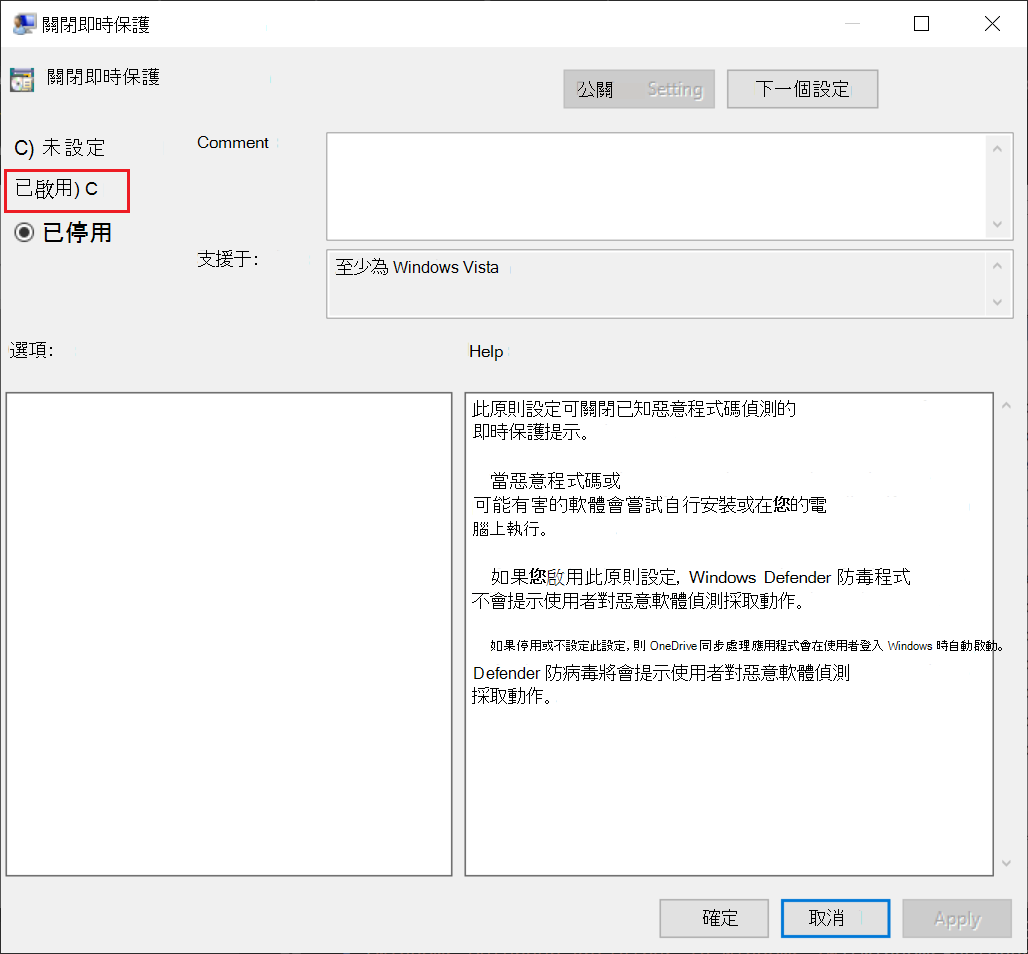 關閉即時保護
關閉即時保護
公關 Setting
下一個設定
C) 未設定
Comment
已啟用) C
已停用
支援于:
至少為 Windows Vista
選項:
Help
此原則設定可關閉已知惡意程式碼偵測的
即時保護提示。
當惡意程式碼或
可能有害的軟體會嘗試自行安裝或在您的電
腦上執行。
如果您啟用此原則設定, Windows Defender 防毒程式
不會提示使用者對惡意軟體偵測採取動作。
如果停用或不設定此設定, 則 OneDrive 同步處理應用程式會在使用者登入 Windows 時自動啟動。
Defender 防病毒將會提示使用者對惡意軟體偵測
採取動作。
確定
取消
Apply